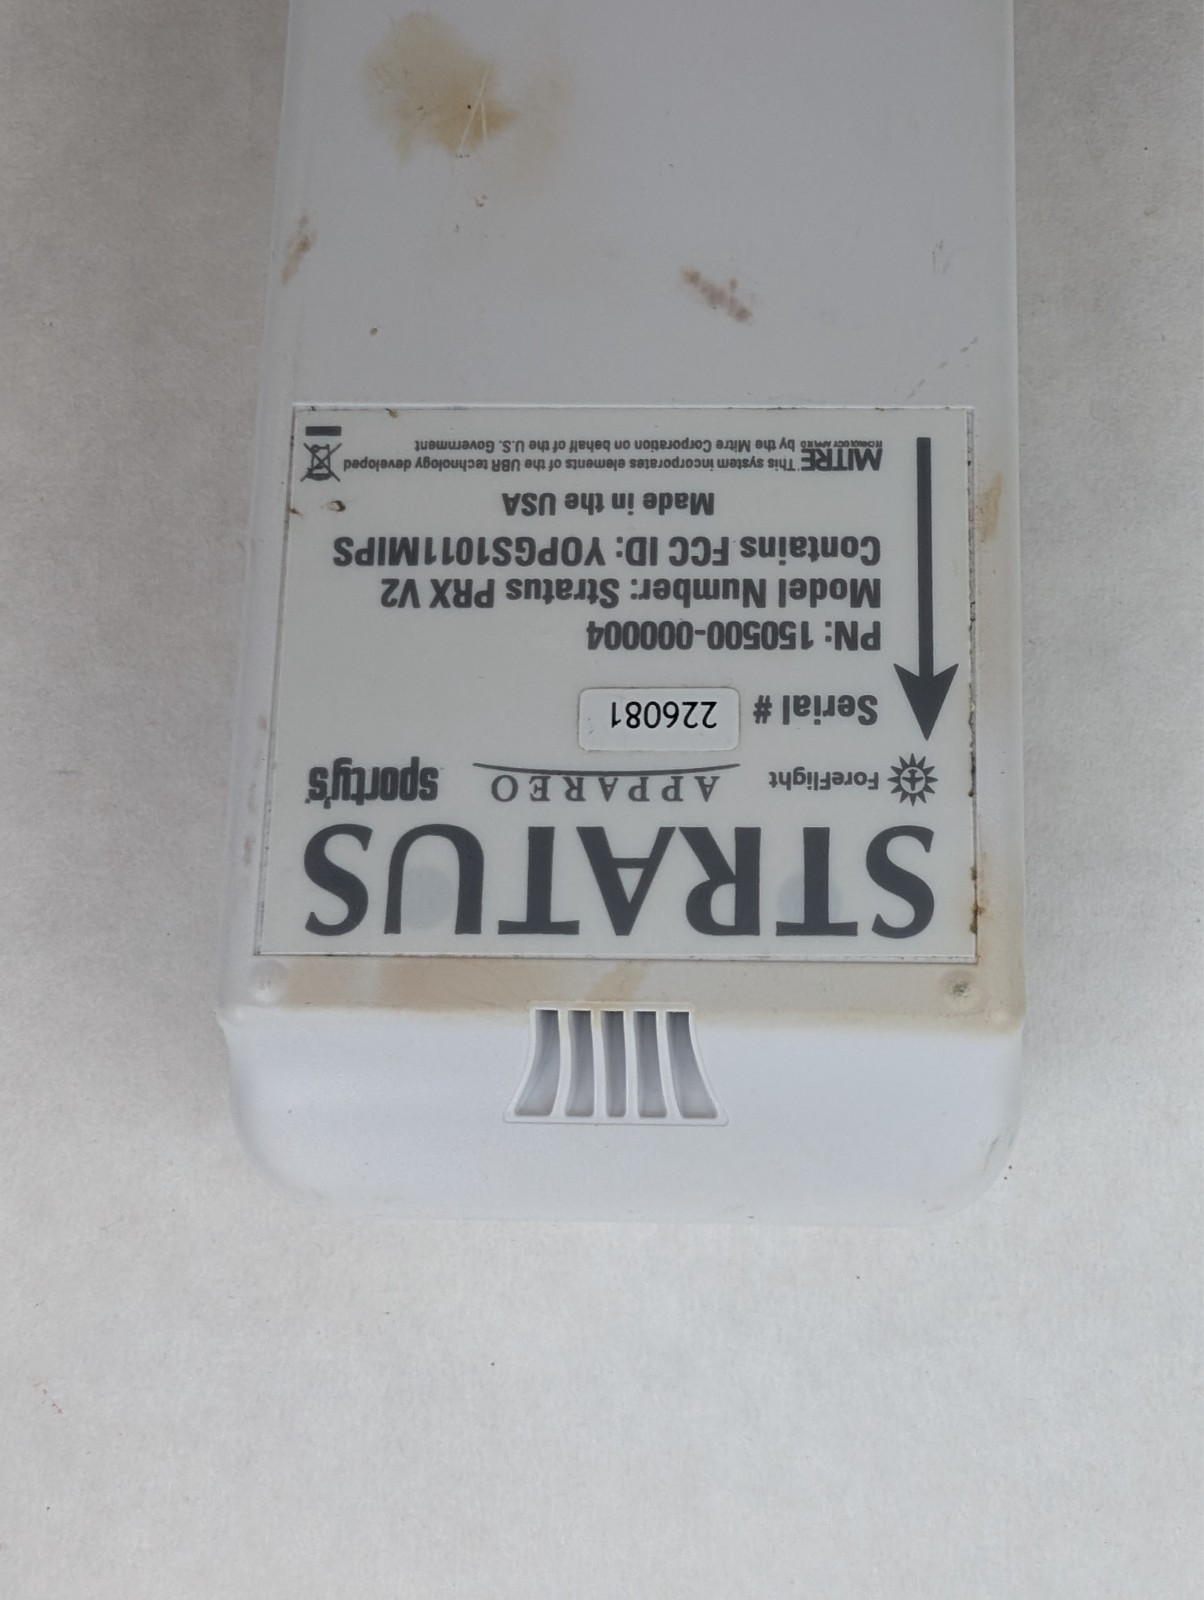 STRATUS
ForeFlight APPAREO sporty's
Serial # 226081
PN: 150500-000004
Model Number: Stratus PRX V2
Contains FCC ID: YOPGS1011MIPS
Made in the USA
MITRE This system incorporates elements of the UBR technology developed
TECHNOLOGY APPLIED by the Mitre Corporation on behalf of the U.S. Government